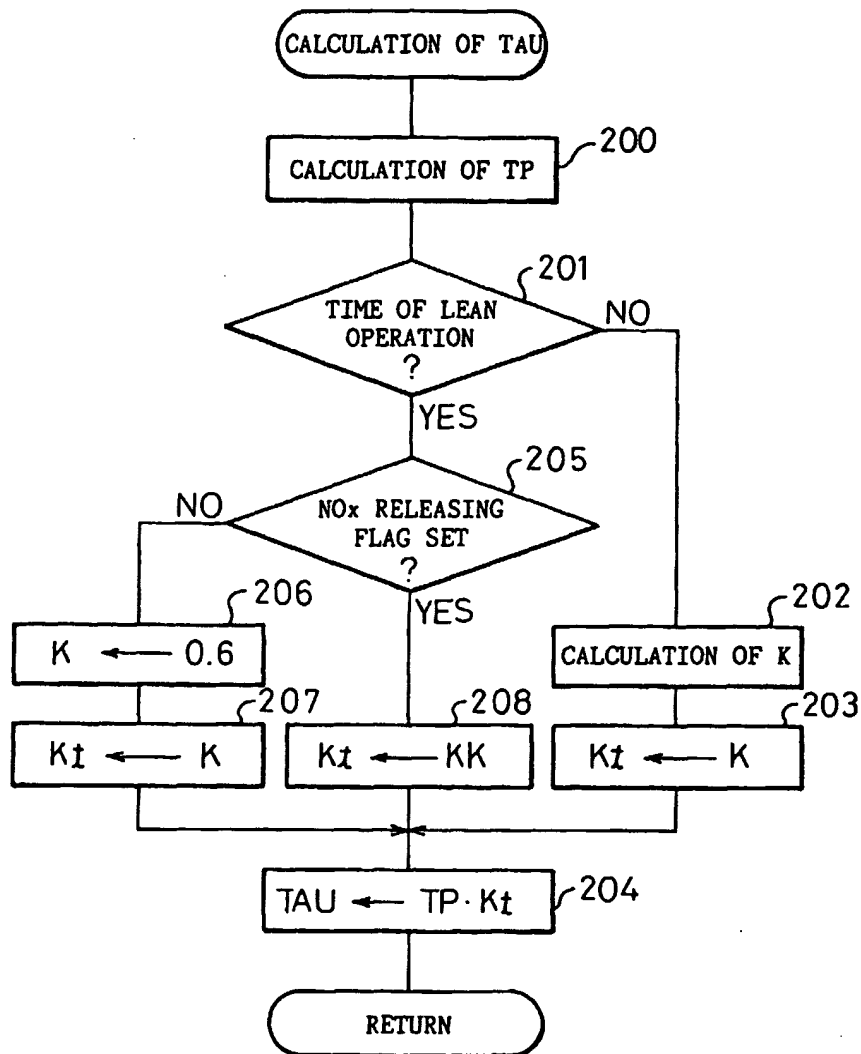 CALCULATION OF TAU
200
CALCULATION OF TP
201
TIME OF LEAN
OPERATION
?
NO
YES
205
NOx RELEASING
FLAG SET
?
NO
YES
206
K ← 0.6
202
CALCULATION OF K
207
Kt ← K
208
Kt ← KK
203
Kt ← K
204
TAU ← TP·Kt
RETURN